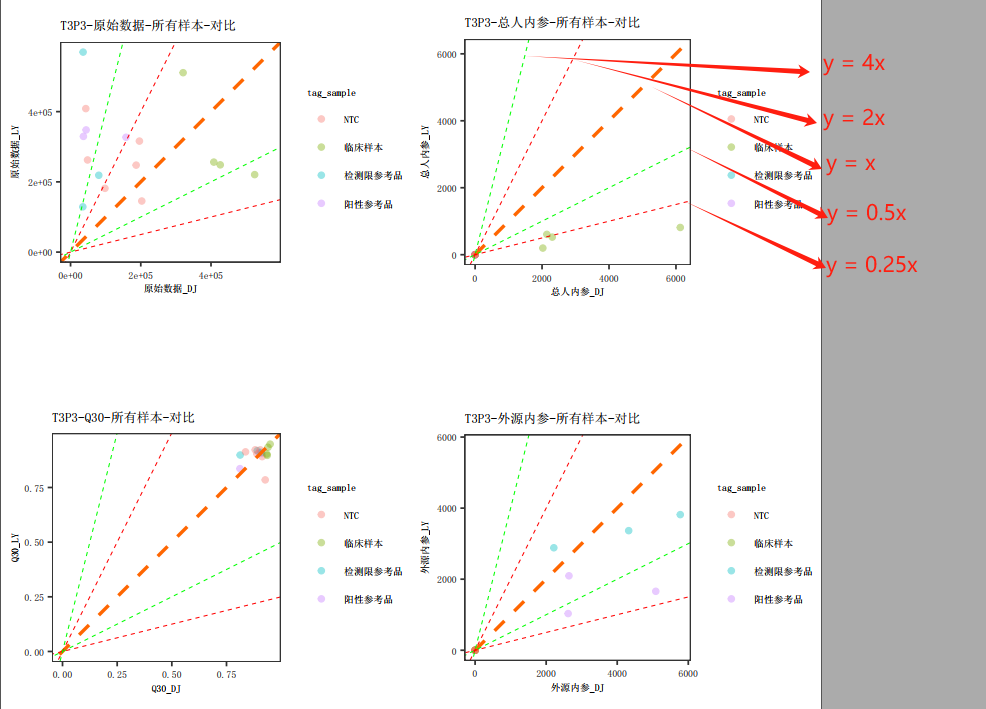 T3P3-原始数据-所有样本-对比
原始数据_LY
4e+05
2e+05
0e+00
0e+00
2e+05
4e+05
原始数据_DJ
tag_sample
NTC
临床样本
检测限参考品
阳性参考品
T3P3-总人内参-所有样本-对比
总人内参_LY
6000
4000
2000
0
0
2000
4000
6000
总人内参_DJ
tag_sample
NTC
临床样本
检测限参考品
阳性参考品
y = 4x
y = 2x
y = x
y = 0.5x
y = 0.25x
T3P3-Q30-所有样本-对比
Q30_LY
0.75
0.50
0.25
0.00
0.00
0.25
0.50
0.75
Q30_DJ
tag_sample
NTC
临床样本
检测限参考品
阳性参考品
T3P3-外源内参-所有样本-对比
外源内参_LY
6000
4000
2000
0
0
2000
4000
6000
外源内参_DJ
tag_sample
NTC
临床样本
检测限参考品
阳性参考品